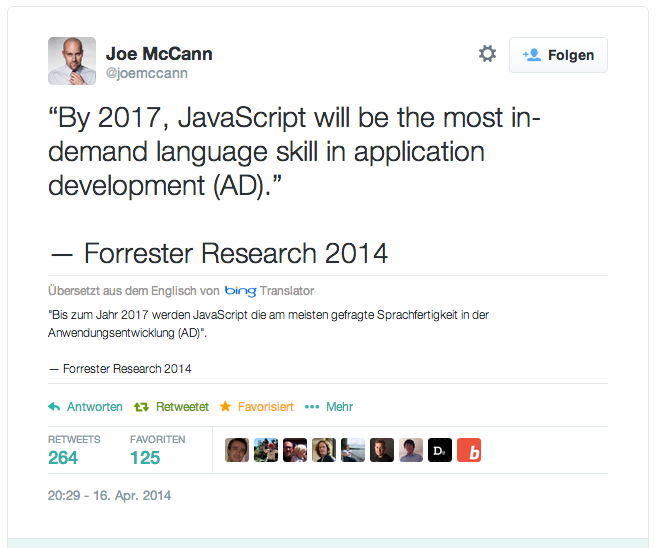 Joe McCann
@joemccann
Folgen
“By 2017, JavaScript will be the most in-
demand language skill in application
development (AD).”
— Forrester Research 2014
Übersetzt aus dem Englisch von bing Translator
"Bis zum Jahr 2017 werden JavaScript die am meisten gefragte Sprachfertigkeit in der
Anwendungsentwicklung (AD)".
— Forrester Research 2014
Antworten Retweetet Favorisiert Mehr
RETWEETS FAVORITEN
264 125
D. b
20:29 - 16. Apr. 2014